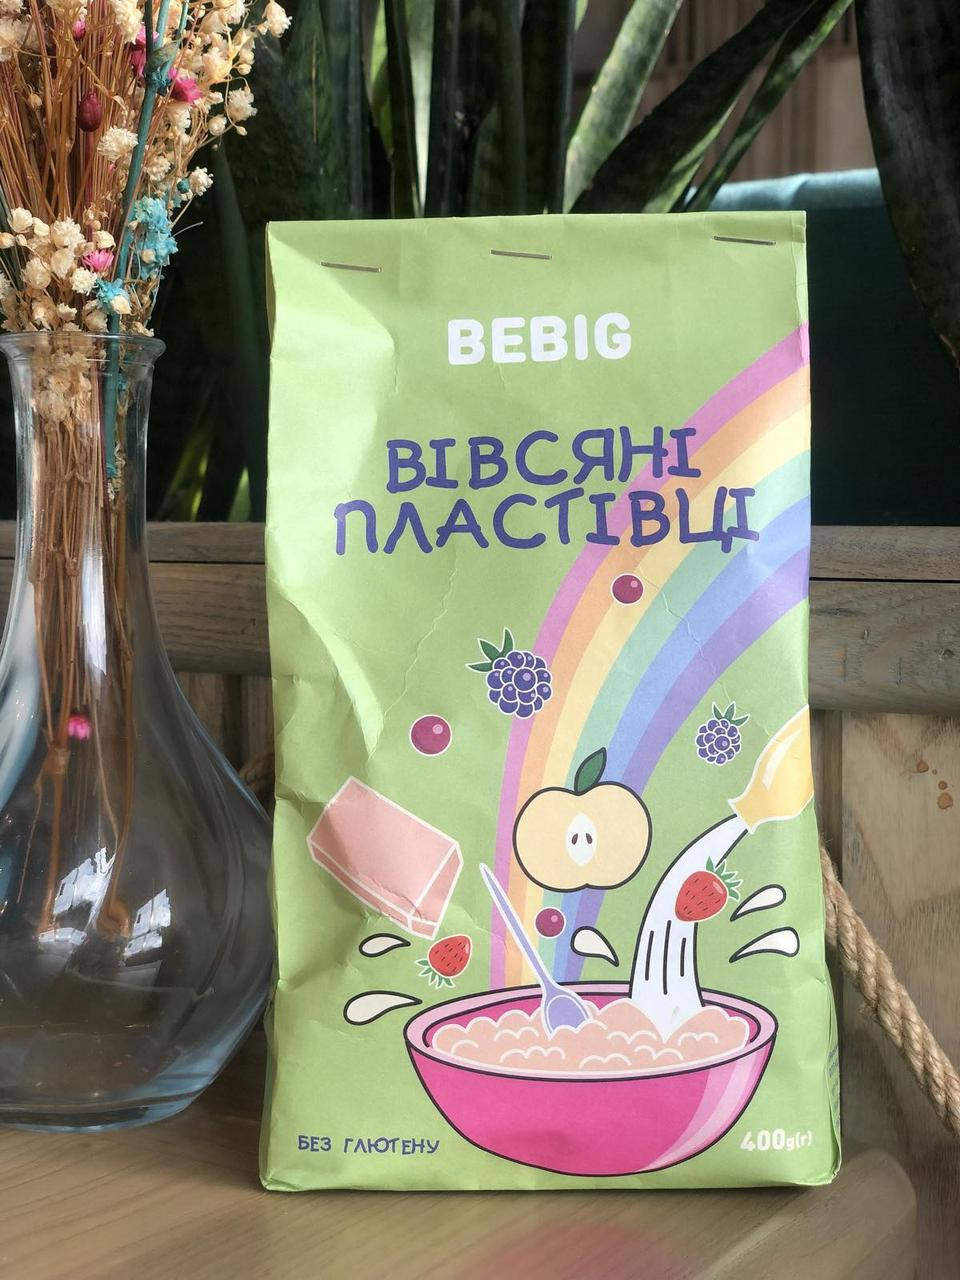 BEBIG
ВІВСЯНІ
ПЛАСТІВЦІ
БЕЗ ГЛЮТЕНУ
400g(г)